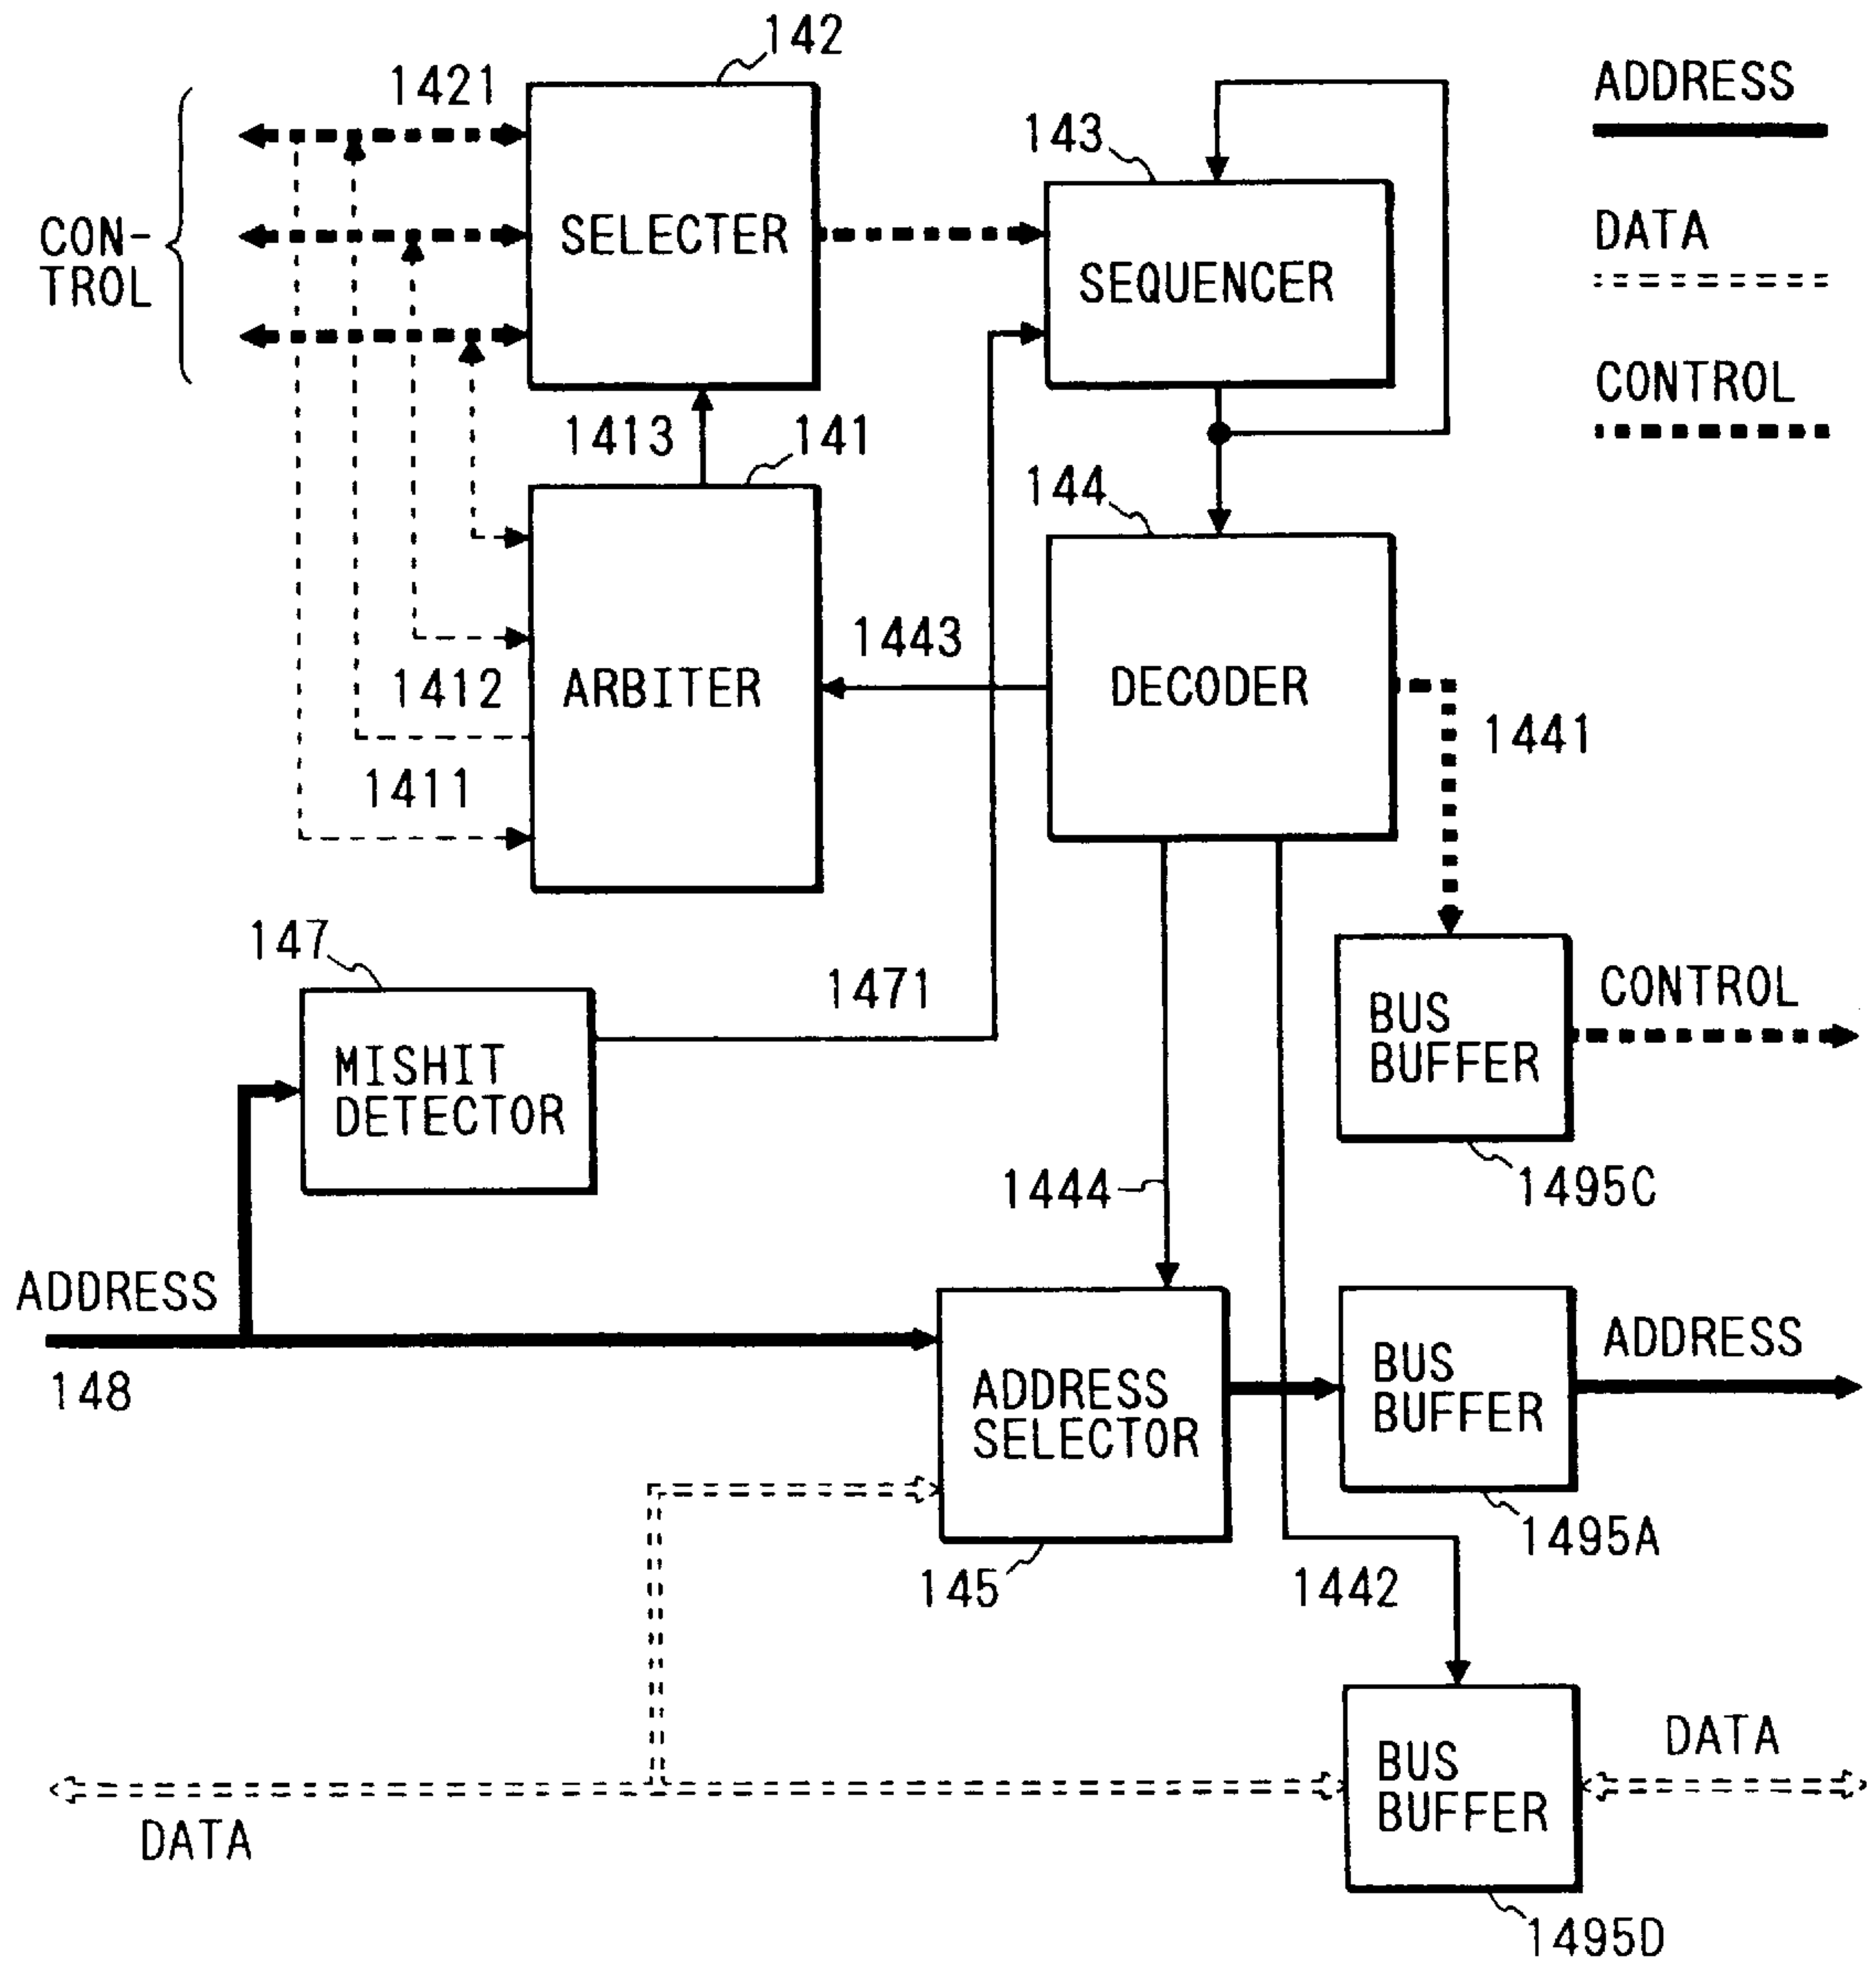 142
1421
ADDRESS
143
DATA
CON-
TROL
SELECTER
SEQUENCER
CONTROL
1413
141
144
1443
1412
ARBITER
DECODER
1441
1411
147
1471
CONTROL
MISHIT
DETECTOR
BUS
BUFFER
1444
1495C
ADDRESS
148
ADDRESS
SELECTOR
BUS
BUFFER
ADDRESS
145
1442
1495A
DATA
BUS
BUFFER
DATA
1495D